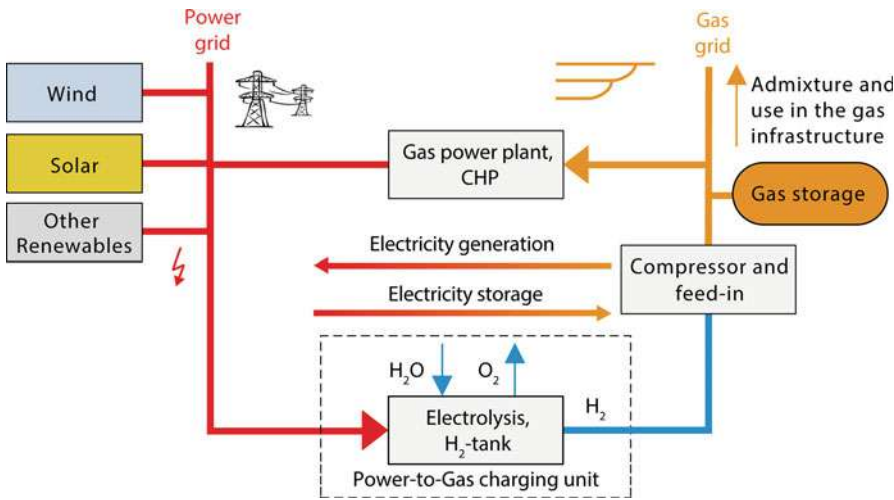 Power
grid
Gas
grid
Wind
Admixture and
use in the gas
infrastructure
Solar
Gas power plant,
CHP
Gas storage
Other
Renewables
Electricity generation
Compressor and
feed-in
Electricity storage
H₂O
O₂
H₂
Electrolysis,
H₂-tank
Power-to-Gas charging unit